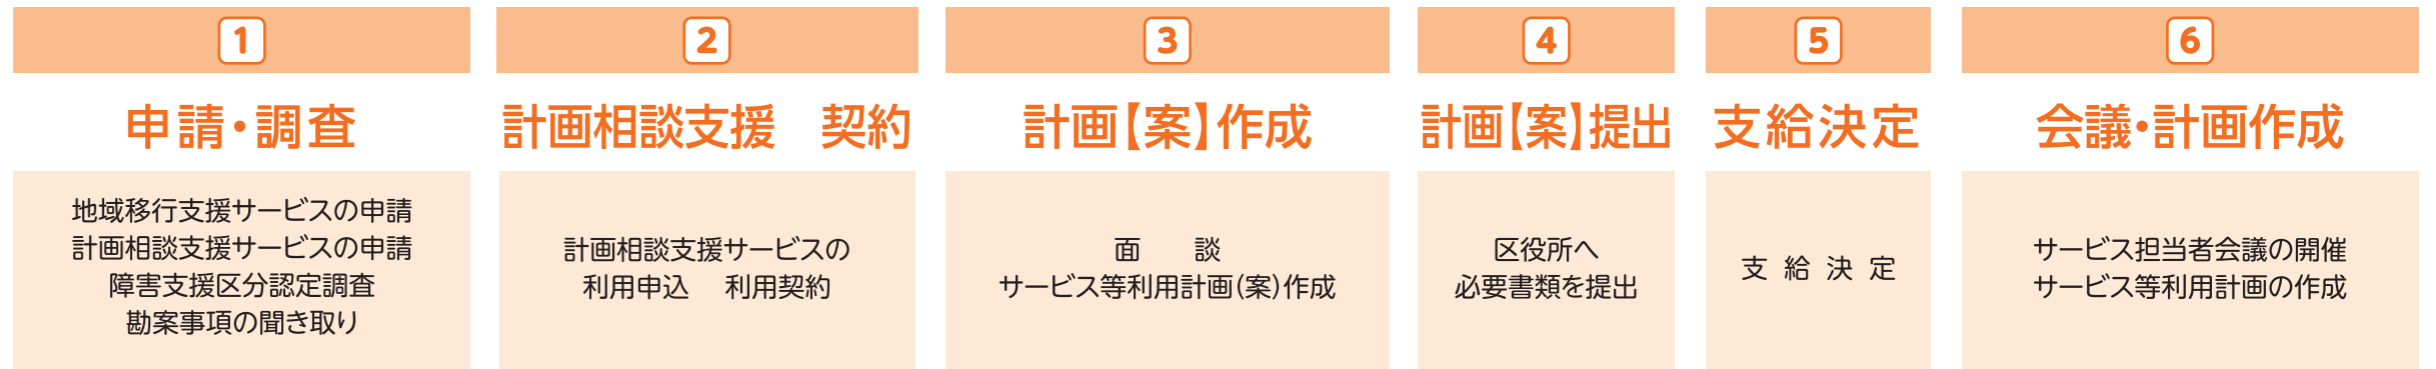 1
申請・調査
地域移行支援サービスの申請
計画相談支援サービスの申請
障害支援区分認定調査
勘案事項の聞き取り
2
計画相談支援　契約
計画相談支援サービスの
利用申込　利用契約
3
計画【案】作成
面　談
サービス等利用計画(案)作成
4
計画【案】提出
区役所へ
必要書類を提出
5
支給決定
支給決定
6
会議・計画作成
サービス担当者会議の開催
サービス等利用計画の作成